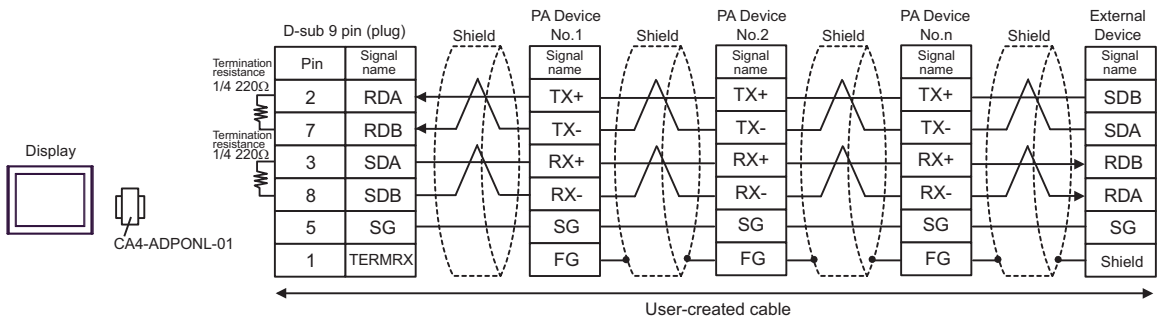 PA Device No.1
PA Device No.2
PA Device No.n
External Device
D-sub 9 pin (plug)
Shield
Shield
Shield
Shield
Pin
Signal name
Signal name
Signal name
Signal name
Signal name
Termination resistance 1/4 220Ω
2
RDA
TX+
TX+
TX+
SDB
7
RDB
TX-
TX-
TX-
SDA
Termination resistance 1/4 220Ω
3
SDA
RX+
RX+
RX+
RDB
8
SDB
RX-
RX-
RX-
RDA
5
SG
SG
SG
SG
SG
1
TERMRX
FG
FG
FG
Shield
Display
CA4-ADPONL-01
User-created cable